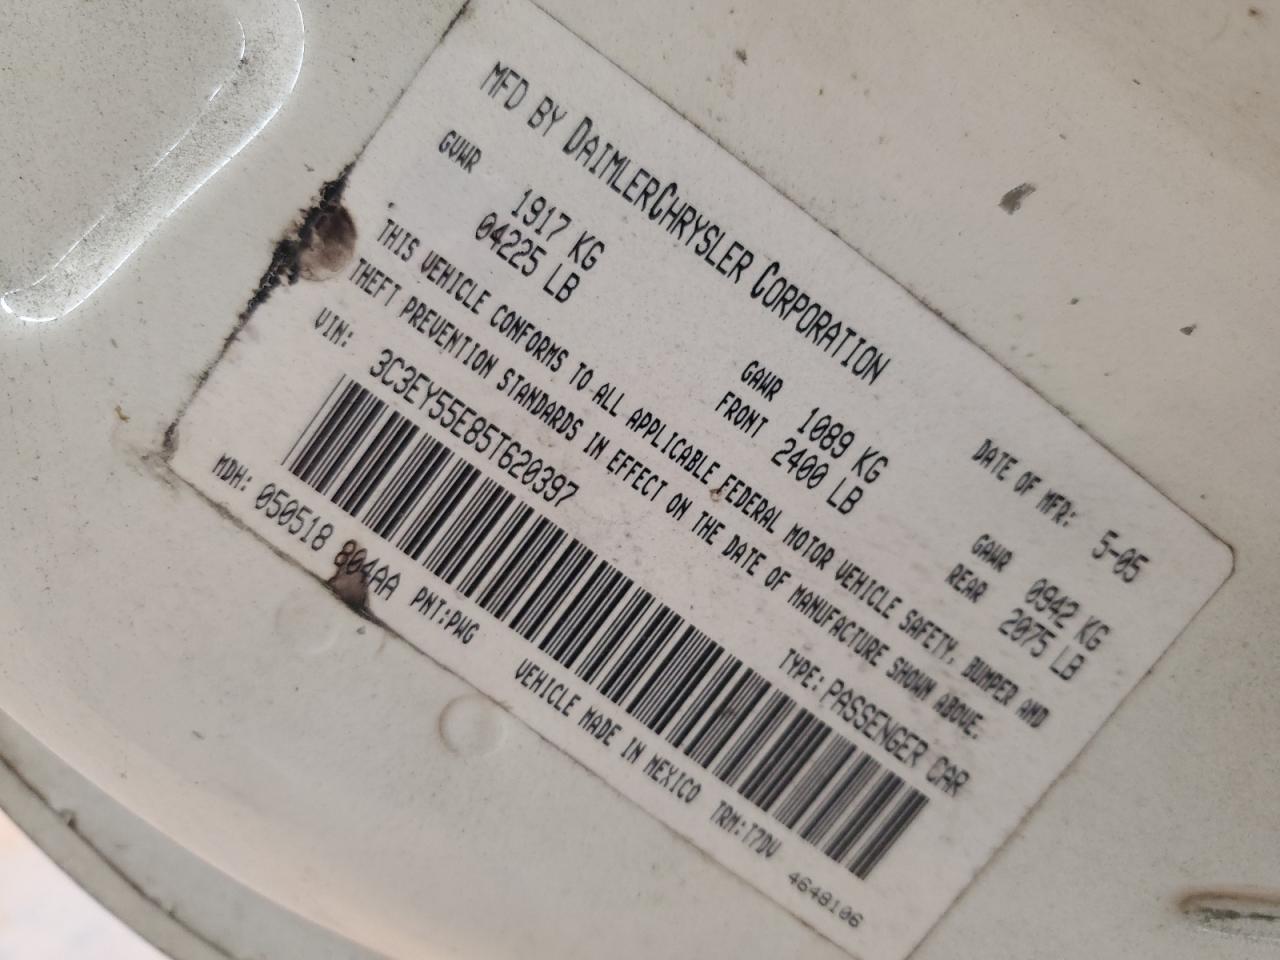 MFD BY DAIMLERCHRYSLER CORPORATION
DATE OF MFR: 5-05
GVWR
1917 KG
04225 LB
GAWR
FRONT
1089 KG
2400 LB
GAWR
REAR
0942 KG
2075 LB
THIS VEHICLE CONFORMS TO ALL APPLICABLE FEDERAL MOTOR VEHICLE SAFETY, BUMPER AND
THEFT PREVENTION STANDARDS IN EFFECT ON THE DATE OF MANUFACTURE SHOWN ABOVE.
VIN: 3C3EY55E85T620397
TYPE: PASSENGER CAR
MDH: 050518 804AA PNT:PWG
VEHICLE MADE IN MEXICO TRM:T7DV
4648106